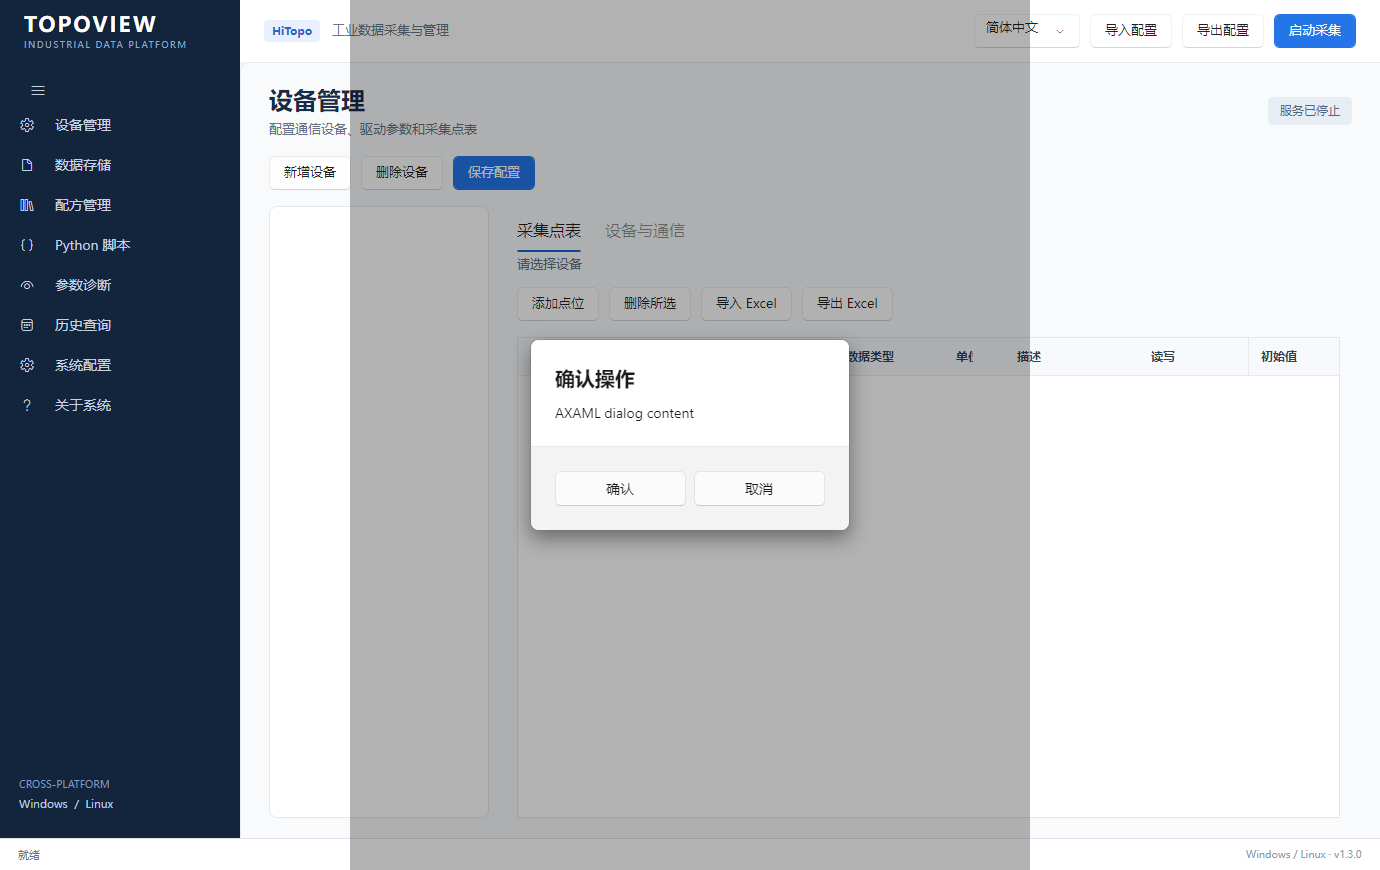 TOPOVIEW
INDUSTRIAL DATA PLATFORM
HiTopo 工业数据采集与管理 简体中文 导入配置 导出配置 启动采集
设备管理
数据存储
配方管理
Python 脚本
参数诊断
历史查询
系统配置
关于系统
CROSS-PLATFORM
Windows / Linux
设备管理
配置通信设备、驱动参数和采集点表
服务已停止
新增设备 删除设备 保存配置
采集点表 设备与通信
请选择设备
添加点位 删除所选 导入 Excel 导出 Excel
数据类型 单位 描述 读写 初始值
确认操作
AXAML dialog content
确认 取消
就绪 Windows / Linux · v1.3.0